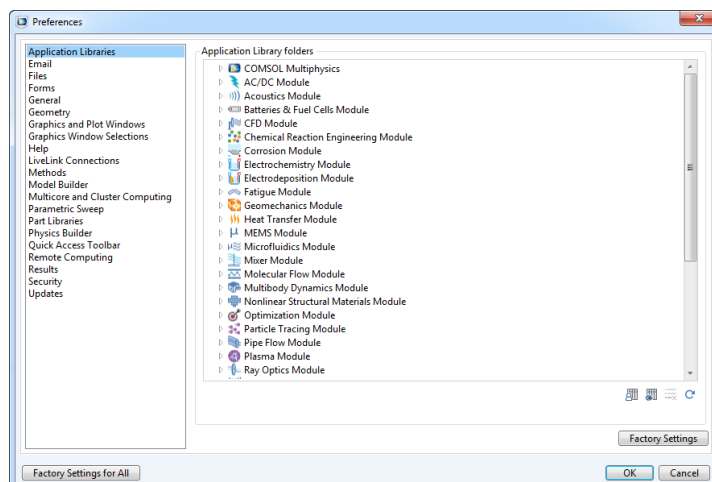 Preferences
Application Libraries
Email
Files
Forms
General
Geometry
Graphics and Plot Windows
Graphics Window Selections
Help
LiveLink Connections
Methods
Model Builder
Multicore and Cluster Computing
Parametric Sweep
Part Libraries
Physics Builder
Quick Access Toolbar
Remote Computing
Results
Security
Updates
Application Library folders
COMSOL Multiphysics
AC/DC Module
Acoustics Module
Batteries & Fuel Cells Module
CFD Module
Chemical Reaction Engineering Module
Corrosion Module
Electrochemistry Module
Electrodeposition Module
Fatigue Module
Geomechanics Module
Heat Transfer Module
MEMS Module
Microfluidics Module
Mixer Module
Molecular Flow Module
Multibody Dynamics Module
Nonlinear Structural Materials Module
Optimization Module
Particle Tracing Module
Pipe Flow Module
Plasma Module
Ray Optics Module
Factory Settings
Factory Settings for All
OK
Cancel